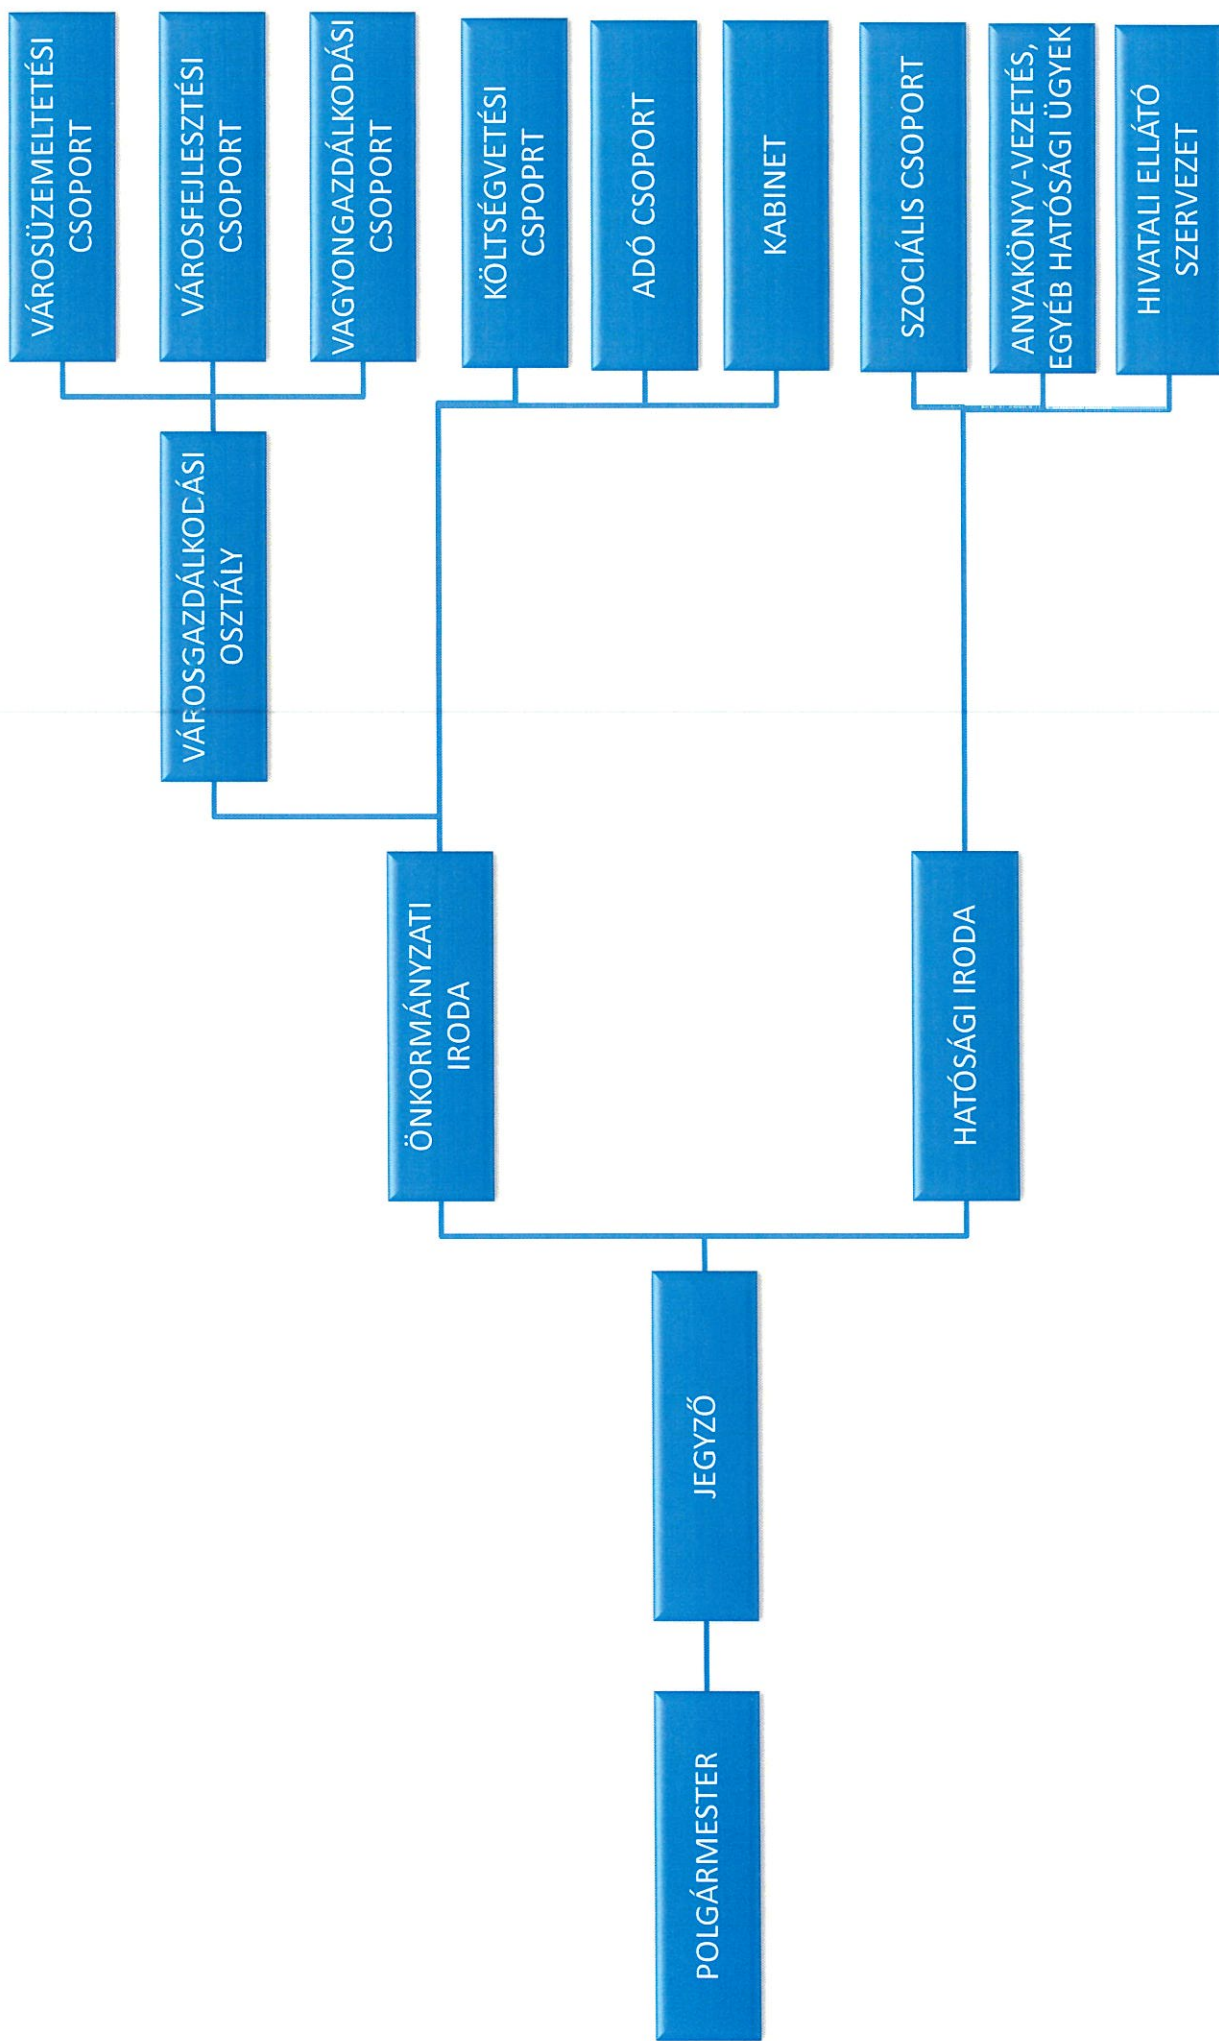 POLGÁRMESTER
JEGYZŐ
ÖNKORMÁNYZATI
IRODA
HATÓSÁGI IRODA
VÁROSGAZDÁLKODÁSI
OSZTÁLY
VÁROSÜZEMELTETÉSI
CSOPORT
VÁROSFEJLESZTÉSI
CSOPORT
VAGYONGAZDÁLKODÁSI
CSOPORT
KÖLTSÉGVETÉSI
CSPOPRT
ADÓ CSOPORT
KABINET
SZOCIÁLIS CSOPORT
ANYAKÖNYV-VEZETÉS,
EGYÉB HATÓSÁGI ÜGYEK
HIVATALI ELLÁTÓ
SZERVEZET